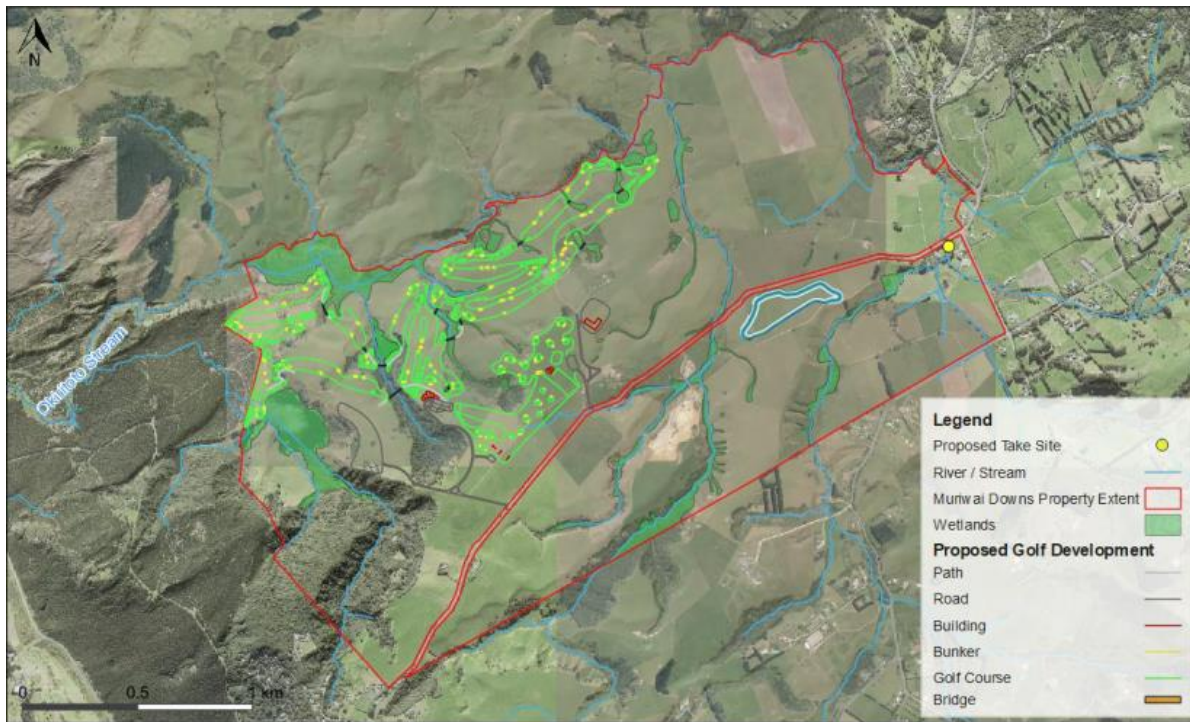 N
Okiritoto Stream
0 0.5 1 km
Legend
Proposed Take Site
River / Stream
Muriwai Downs Property Extent
Wetlands
Proposed Golf Development
Path
Road
Building
Bunker
Golf Course
Bridge